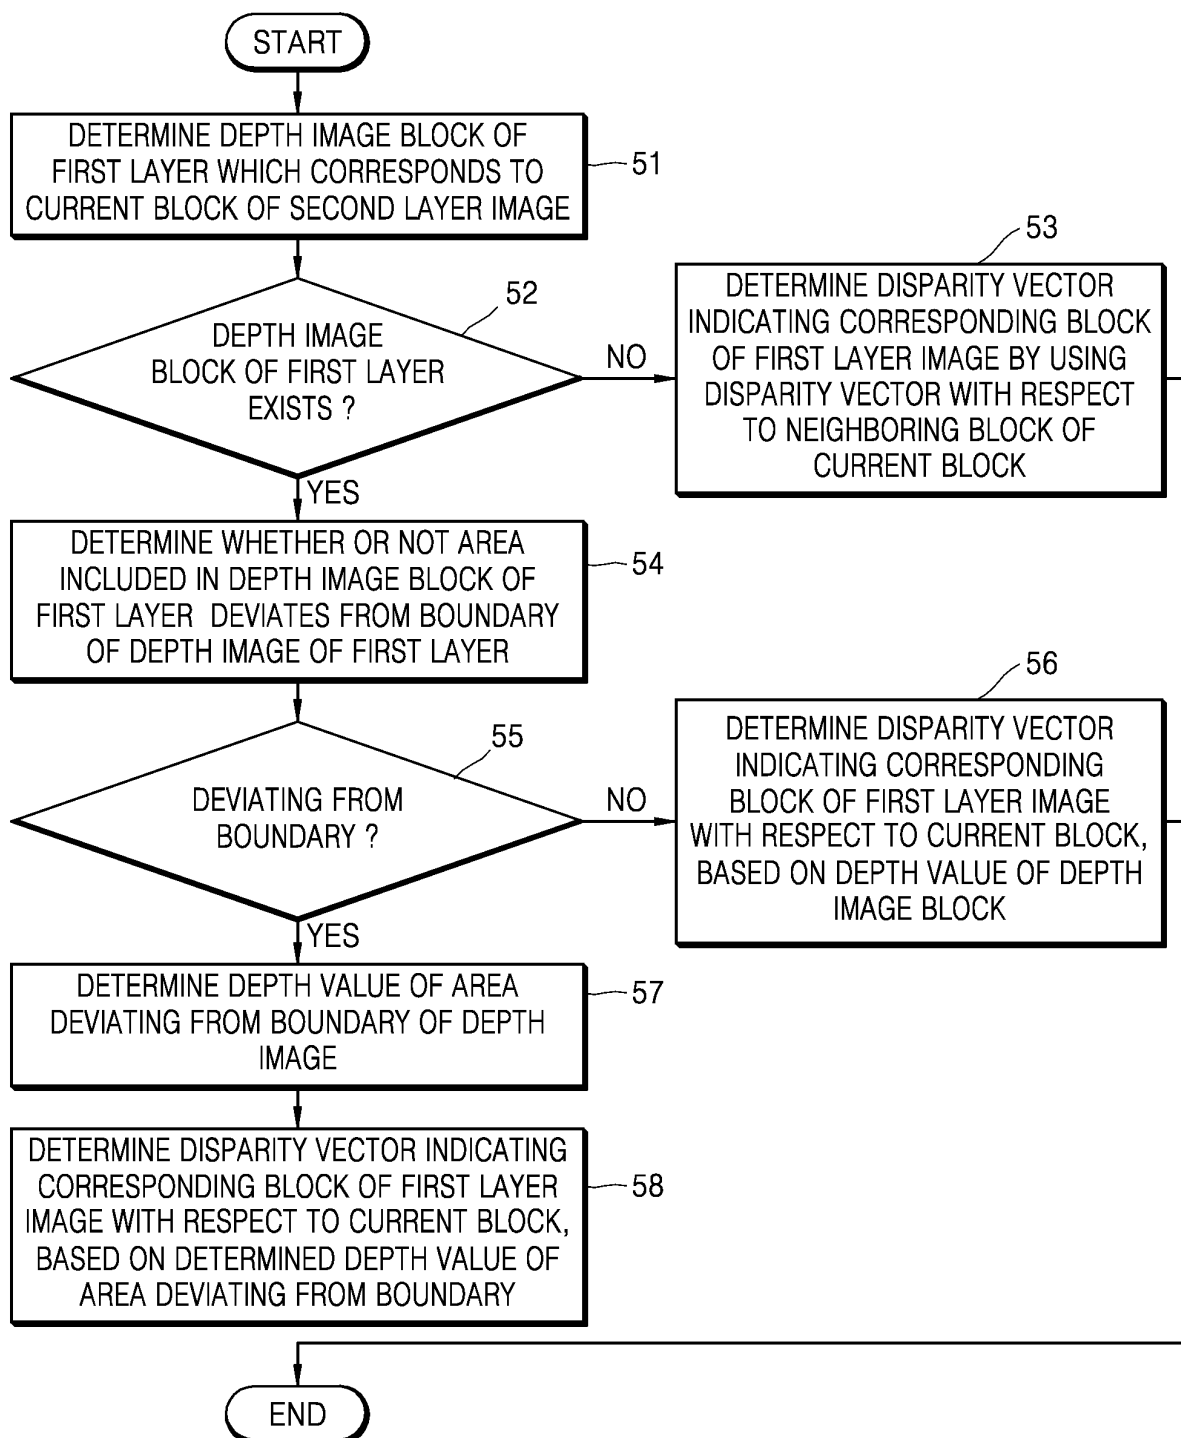 START
DETERMINE DEPTH IMAGE BLOCK OF
FIRST LAYER WHICH CORRESPONDS TO
CURRENT BLOCK OF SECOND LAYER IMAGE
51
DEPTH IMAGE
BLOCK OF FIRST LAYER
EXISTS ?
52
NO
53
DETERMINE DISPARITY VECTOR
INDICATING CORRESPONDING BLOCK
OF FIRST LAYER IMAGE BY USING
DISPARITY VECTOR WITH RESPECT
TO NEIGHBORING BLOCK OF
CURRENT BLOCK
YES
DETERMINE WHETHER OR NOT AREA
INCLUDED IN DEPTH IMAGE BLOCK OF
FIRST LAYER DEVIATES FROM BOUNDARY
OF DEPTH IMAGE OF FIRST LAYER
54
55
DEVIATING FROM
BOUNDARY ?
NO
56
DETERMINE DISPARITY VECTOR
INDICATING CORRESPONDING
BLOCK OF FIRST LAYER IMAGE
WITH RESPECT TO CURRENT BLOCK,
BASED ON DEPTH VALUE OF DEPTH
IMAGE BLOCK
YES
DETERMINE DEPTH VALUE OF AREA
DEVIATING FROM BOUNDARY OF DEPTH
IMAGE
57
DETERMINE DISPARITY VECTOR INDICATING
CORRESPONDING BLOCK OF FIRST LAYER
IMAGE WITH RESPECT TO CURRENT BLOCK,
BASED ON DETERMINED DEPTH VALUE OF
AREA DEVIATING FROM BOUNDARY
58
END